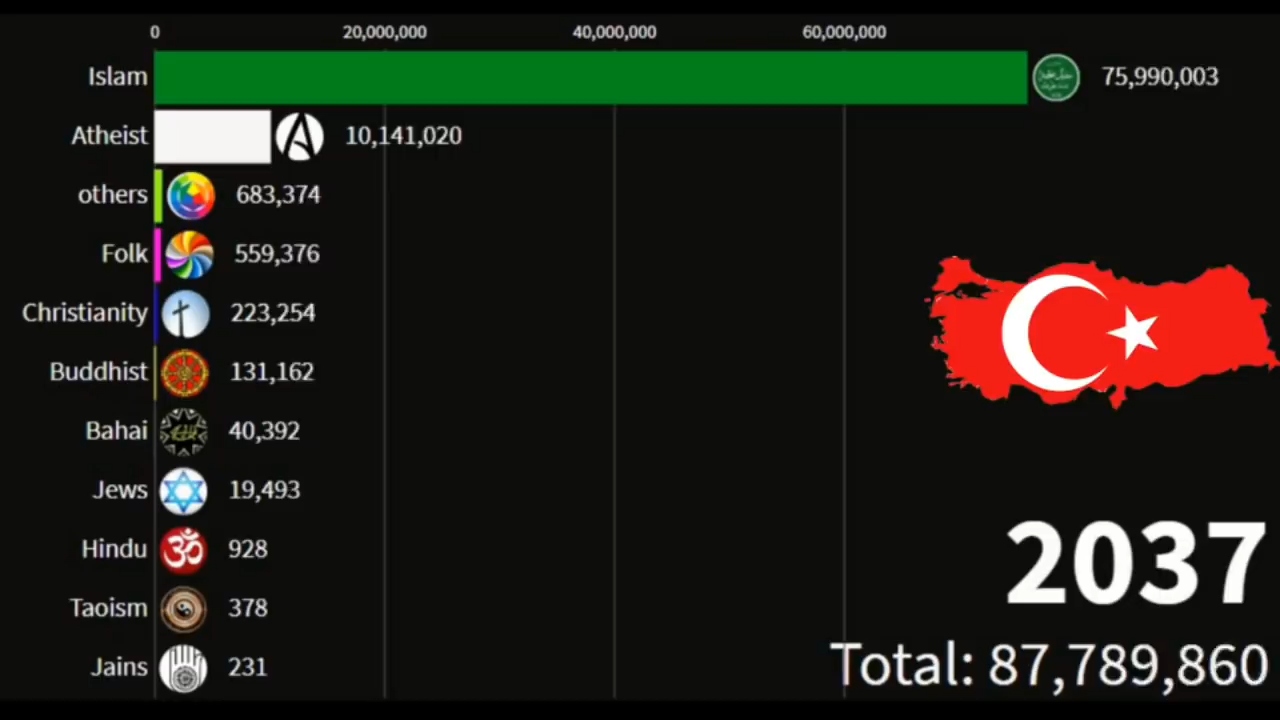 0 20,000,000 40,000,000 60,000,000
Islam 75,990,003
Atheist 10,141,020
others 683,374
Folk 559,376
Christianity 223,254
Buddhist 131,162
Bahai 40,392
Jews 19,493
Hindu 928
Taoism 378
Jains 231
2037
Total: 87,789,860